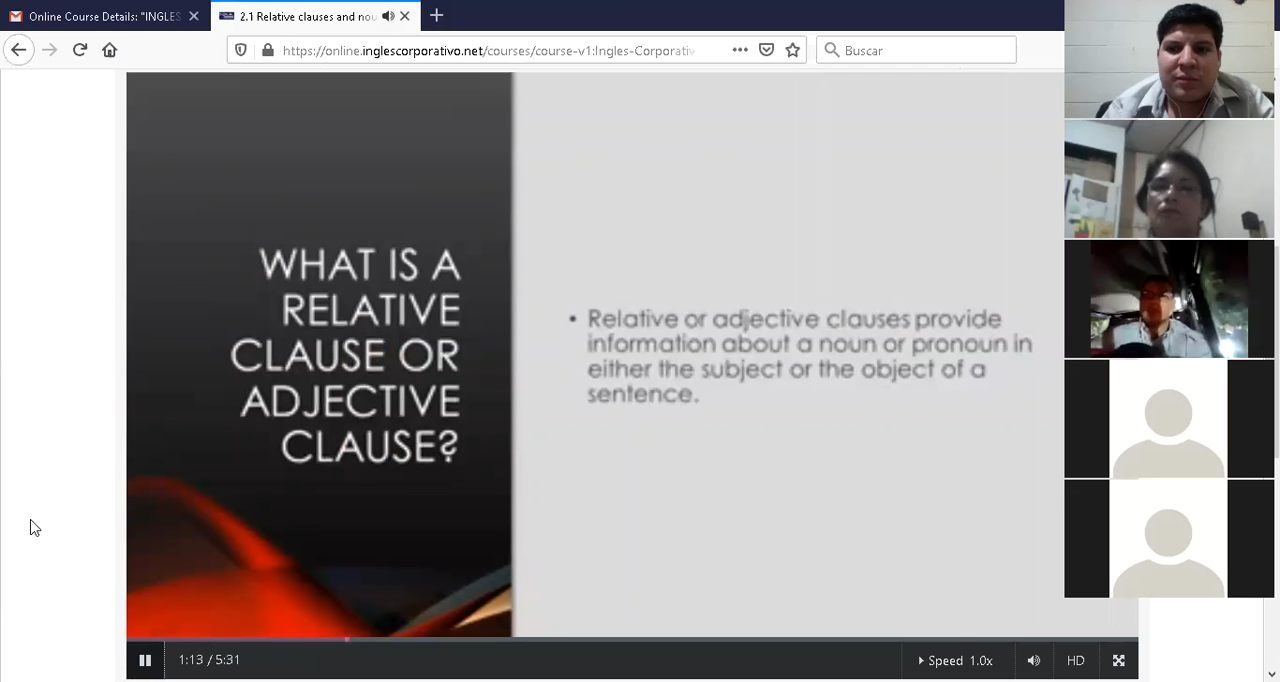 Online Course Details: "INGLES
2.1 Relative clauses and nou
https://online.inglescorporativo.net/courses/course-v1:Ingles-Corporativ
Buscar
WHAT IS A
RELATIVE
CLAUSE OR
ADJECTIVE
CLAUSE?
• Relative or adjective clauses provide
information about a noun or pronoun in
either the subject or the object of a
sentence.
1:13 / 5:31
Speed 1.0x
HD